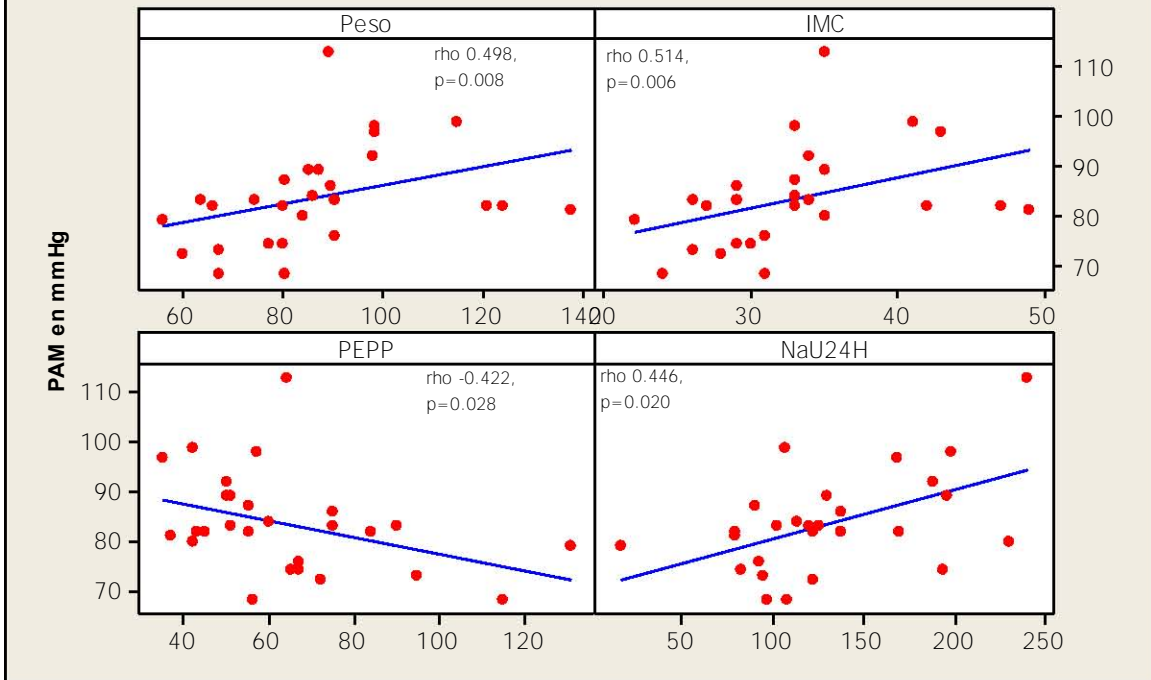 Peso
IMC
rho 0.498,
p=0.008
rho 0.514,
p=0.006
110
100
90
80
70
60 80 100 120 140
20 30 40 50
PAM en mmHg
PEPP
NaU24H
rho -0.422,
p=0.028
rho 0.446,
p=0.020
110
100
90
80
70
40 60 80 100 120
50 100 150 200 250